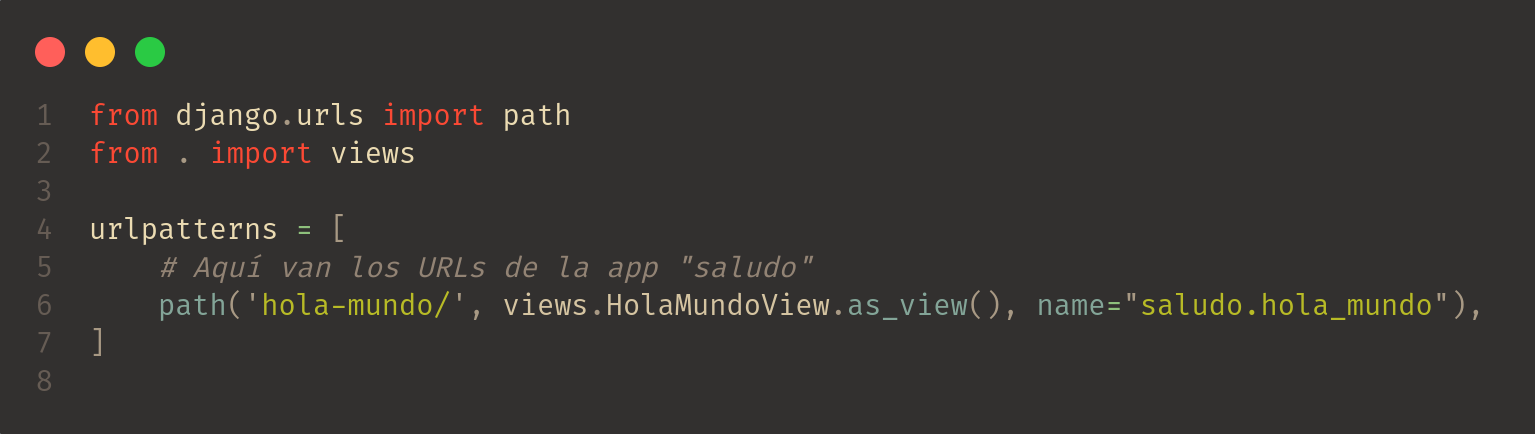 1 from django.urls import path
2 from . import views
3
4 urlpatterns = [
5     # Aquí van los URLs de la app "saludo"
6     path('hola-mundo/', views.HolaMundoView.as_view(), name="saludo.hola_mundo"),
7 ]
8